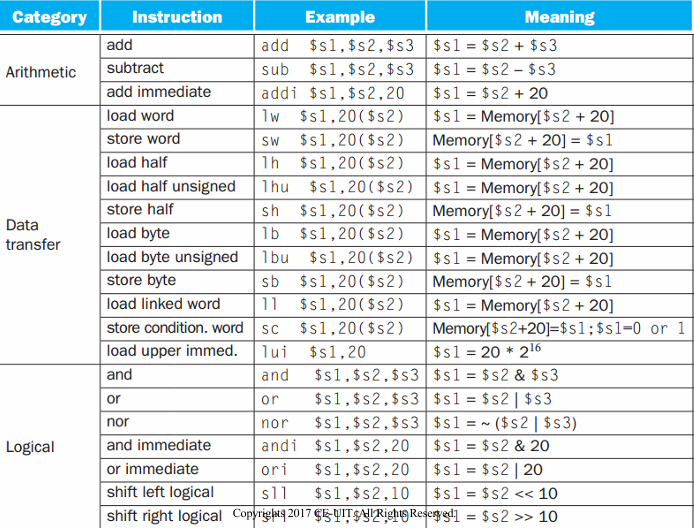 Category Instruction Example Meaning
add add $s1,$s2,$s3 $s1 = $s2 + $s3
Arithmetic subtract sub $s1,$s2,$s3 $s1 = $s2 – $s3
add immediate addi $s1,$s2,20 $s1 = $s2 + 20
load word lw $s1,20($s2) $s1 = Memory[$s2 + 20]
store word sw $s1,20($s2) Memory[$s2 + 20] = $s1
load half lh $s1,20($s2) $s1 = Memory[$s2 + 20]
load half unsigned lhu $s1,20($s2) $s1 = Memory[$s2 + 20]
store half sh $s1,20($s2) Memory[$s2 + 20] = $s1
Data
transfer
load byte lb $s1,20($s2) $s1 = Memory[$s2 + 20]
load byte unsigned lbu $s1,20($s2) $s1 = Memory[$s2 + 20]
store byte sb $s1,20($s2) Memory[$s2 + 20] = $s1
load linked word ll $s1,20($s2) $s1 = Memory[$s2 + 20]
store condition. word sc $s1,20($s2) Memory[$s2+20]=$s1;$s1=0 or 1
load upper immed. lui $s1,20 $s1 = 20 * 2¹⁶
and and $s1,$s2,$s3 $s1 = $s2 & $s3
or or $s1,$s2,$s3 $s1 = $s2 | $s3
nor nor $s1,$s2,$s3 $s1 = ~ ($s2 | $s3)
Logical and immediate andi $s1,$s2,20 $s1 = $s2 & 20
or immediate ori $s1,$s2,20 $s1 = $s2 | 20
shift left logical sll $s1,$s2,10 $s1 = $s2 << 10
shift right logical $s1,$s2,10 $s1 = $s2 >> 10
Copyrights 2017 CE-UIT. All Rights Reserved.